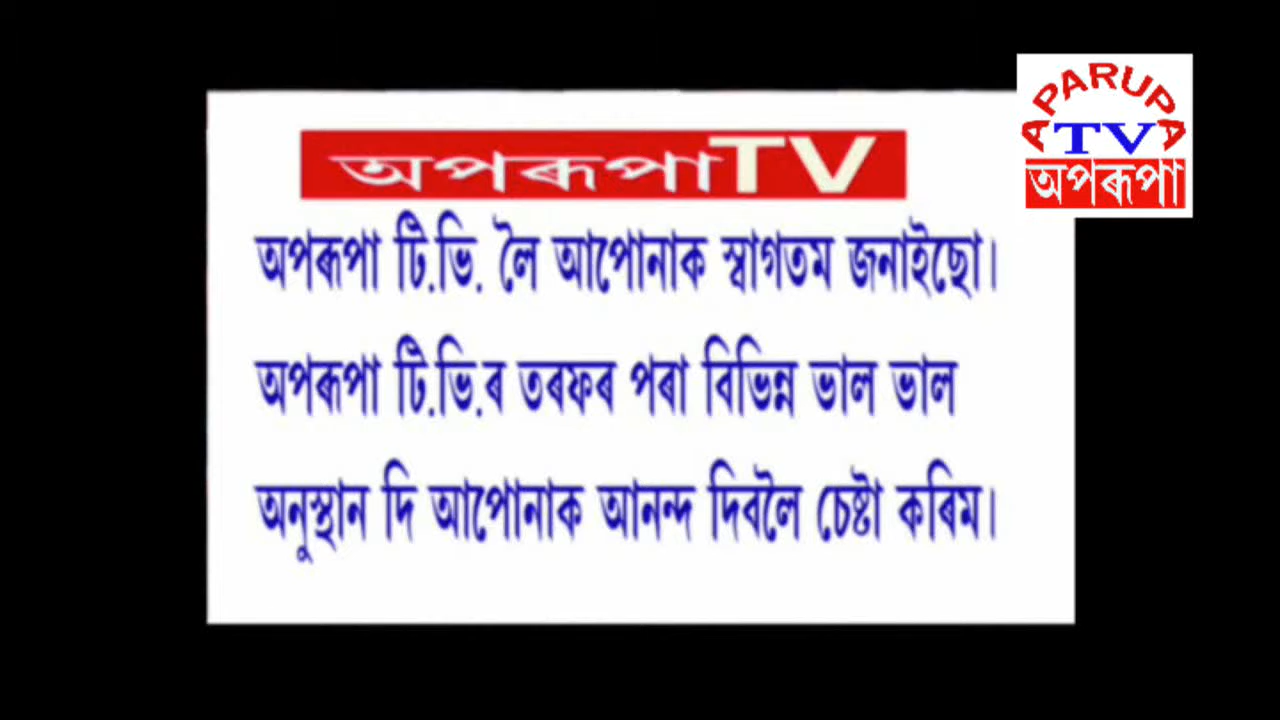 অপৰূপা TV
APARUPA
TV
অপৰূপা
অপৰূপা টি.ভি. লৈ আপোনাক স্বাগতম জনাইছো।
অপৰূপা টি.ভি.ৰ তৰফৰ পৰা বিভিন্ন ভাল ভাল
অনুস্থান দি আপোনাক আনন্দ দিবলৈ চেষ্টা কৰিম।